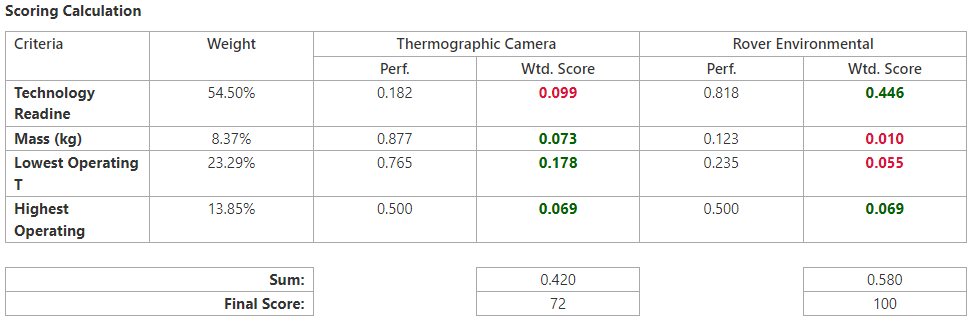 Scoring Calculation
Criteria Weight Thermographic Camera Rover Environmental
Perf. Wtd. Score Perf. Wtd. Score
Technology Readine 54.50% 0.182 0.099 0.818 0.446
Mass (kg) 8.37% 0.877 0.073 0.123 0.010
Lowest Operating T 23.29% 0.765 0.178 0.235 0.055
Highest Operating 13.85% 0.500 0.069 0.500 0.069
Sum: 0.420 0.580
Final Score: 72 100